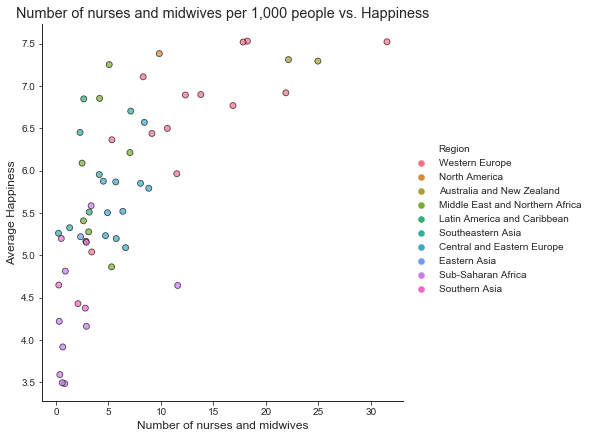 Number of nurses and midwives per 1,000 people vs. Happiness
7.5
7.0
6.5
6.0
5.5
5.0
4.5
4.0
3.5
Average Happiness
0 5 10 15 20 25 30
Number of nurses and midwives
Region
Western Europe
North America
Australia and New Zealand
Middle East and Northern Africa
Latin America and Caribbean
Southeastern Asia
Central and Eastern Europe
Eastern Asia
Sub-Saharan Africa
Southern Asia